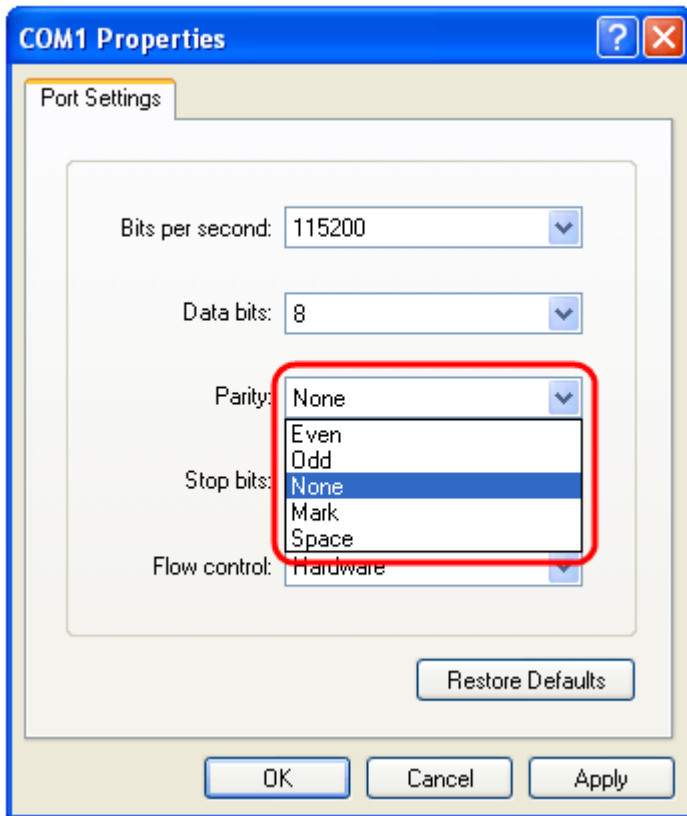 COM1 Properties
Port Settings
Bits per second: 115200
Data bits: 8
Parity: None
Even
Odd
Stop bits: None
Mark
Space
Flow control: Hardware
Restore Defaults
OK Cancel Apply